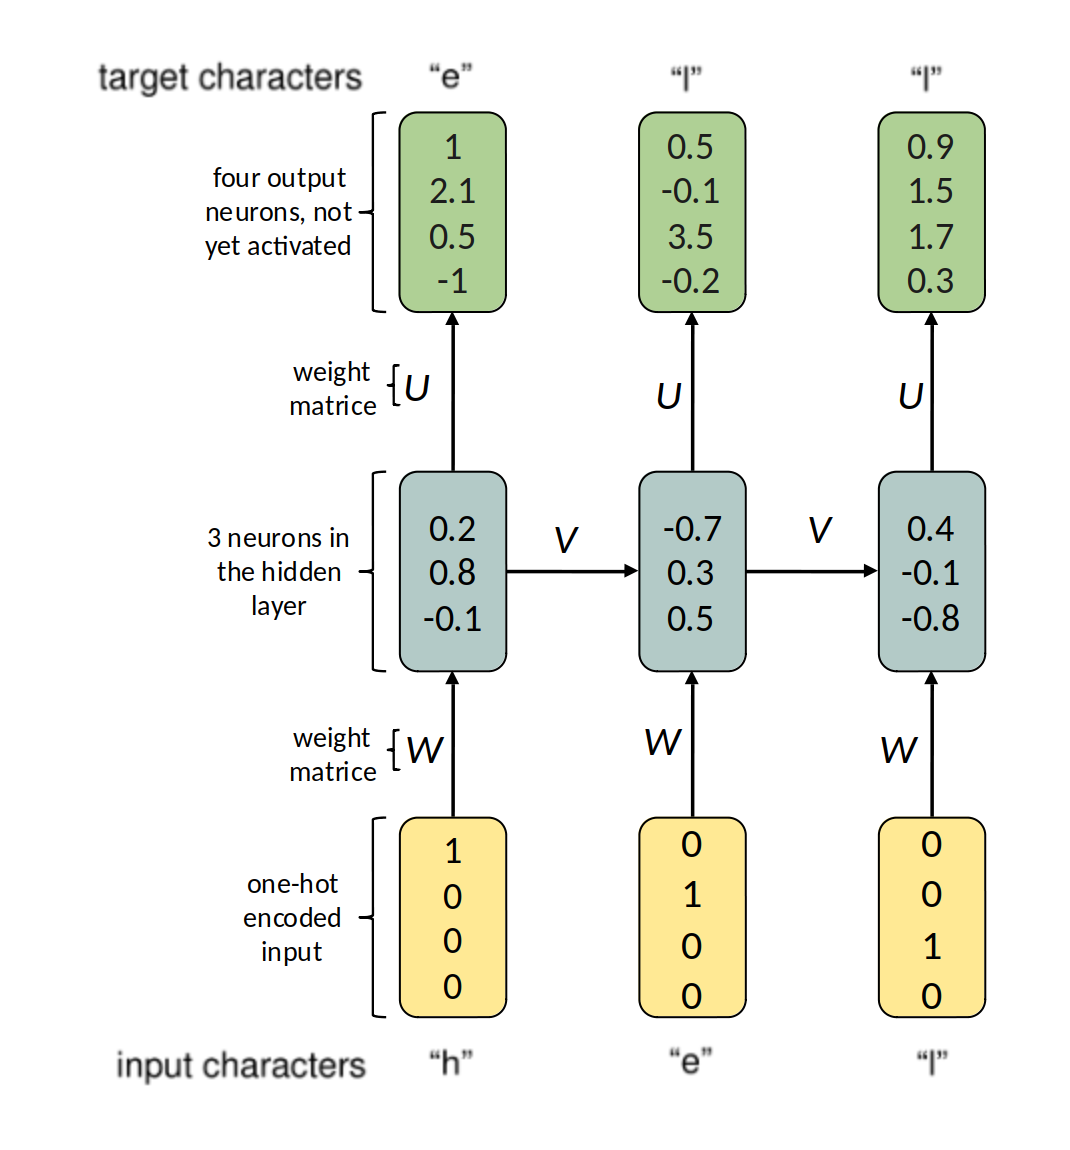 target characters “e” “l” “l”
four output
neurons, not
yet activated
1
2.1
0.5
-1
0.5
-0.1
3.5
-0.2
0.9
1.5
1.7
0.3
weight
matrice
U
U
U
3 neurons in
the hidden
layer
0.2
0.8
-0.1
V
-0.7
0.3
0.5
V
0.4
-0.1
-0.8
weight
matrice
W
W
W
one-hot
encoded
input
1
0
0
0
0
1
0
0
0
0
1
0
input characters “h” “e” “l”